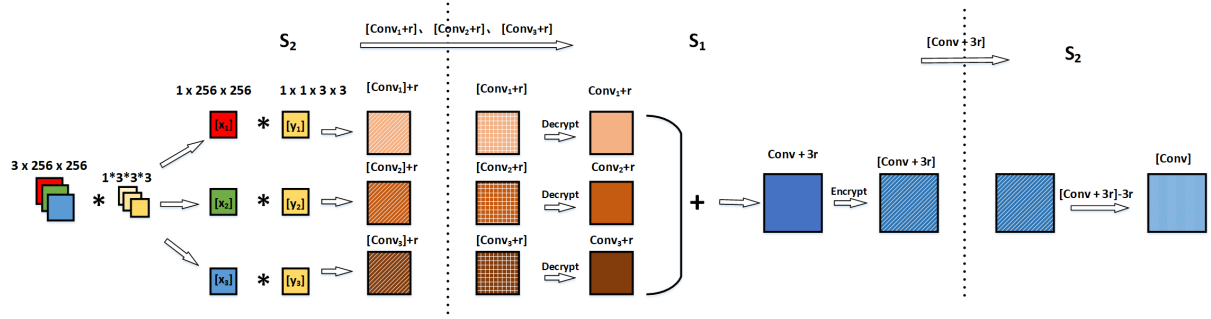 [Conv₁+r]、 [Conv₂+r]、 [Conv₃+r]
S₂
S₁
[Conv + 3r]
S₂
1 x 256 x 256
1 x 1 x 3 x 3
[Conv₁]+r
[Conv₁+r]
Conv₁+r
[x₁]
*
[y₁]
Decrypt
3 x 256 x 256
1*3*3*3
*
[Conv₂]+r
[Conv₂+r]
Conv₂+r
[x₂]
*
[y₂]
Decrypt
Conv + 3r
[Conv + 3r]
[Conv]
+
Encrypt
[Conv + 3r]-3r
[Conv₃]+r
[Conv₃+r]
Conv₃+r
[x₃]
*
[y₃]
Decrypt